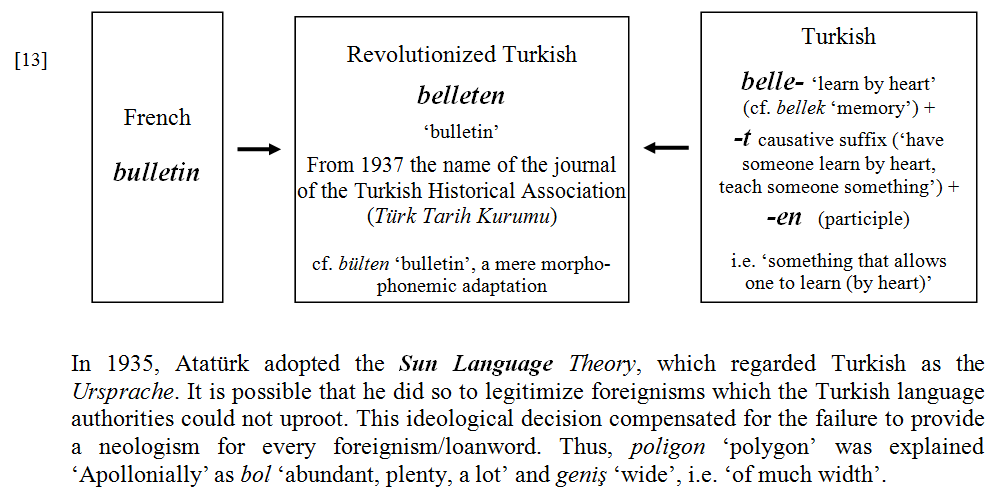 [13]
French
bulletin
Revolutionized Turkish
belleten
‘bulletin’
From 1937 the name of the journal
of the Turkish Historical Association
(Türk Tarih Kurumu)
cf. bülten ‘bulletin’, a mere morpho-
phonemic adaptation
Turkish
belle- ‘learn by heart’
(cf. bellek ‘memory’) +
-t causative suffix (‘have
someone learn by heart,
teach someone something’) +
-en (participle)
i.e. ‘something that allows
one to learn (by heart)’
In 1935, Atatürk adopted the Sun Language Theory, which regarded Turkish as the
Ursprache. It is possible that he did so to legitimize foreignisms which the Turkish language
authorities could not uproot. This ideological decision compensated for the failure to provide
a neologism for every foreignism/loanword. Thus, poligon ‘polygon’ was explained
‘Apollonially’ as bol ‘abundant, plenty, a lot’ and geniş ‘wide’, i.e. ‘of much width’.